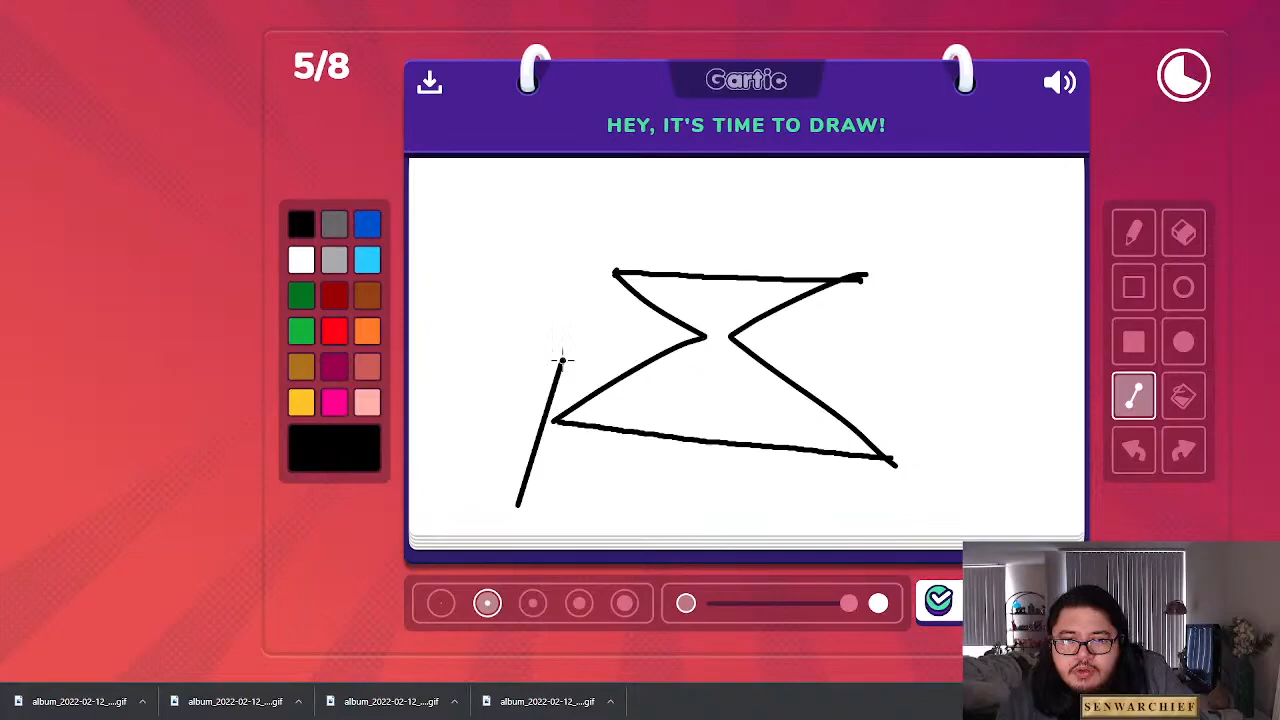 5/8
Gartic
HEY, IT'S TIME TO DRAW!
SENWARCHIEF
album_2022-02-12_....gif
album_2022-02-12_....gif
album_2022-02-12_....gif
album_2022-02-12_....gif